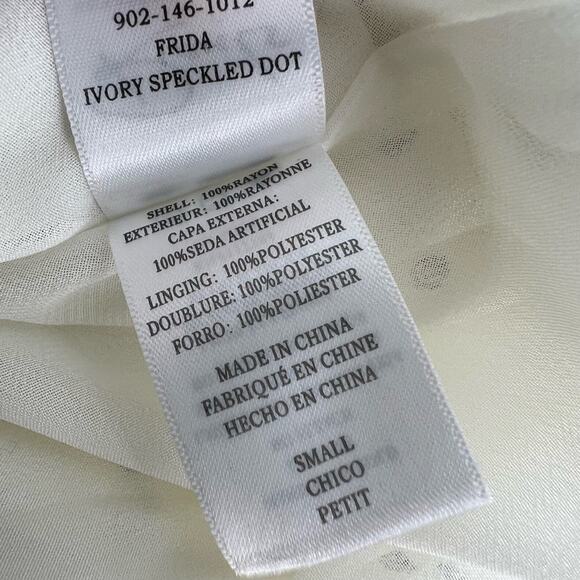 902-146-1012
FRIDA
IVORY SPECKLED DOT
SHELL: 100%RAYON
EXTERIEUR: 100%RAYONNE
CAPA EXTERNA:
100%SEDA ARTIFICIAL
LINGING: 100%POLYESTER
DOUBLURE: 100%POLYESTER
FORRO: 100%POLIESTER
MADE IN CHINA
FABRIQUÉ EN CHINE
HECHO EN CHINA
SMALL
CHICO
PETIT